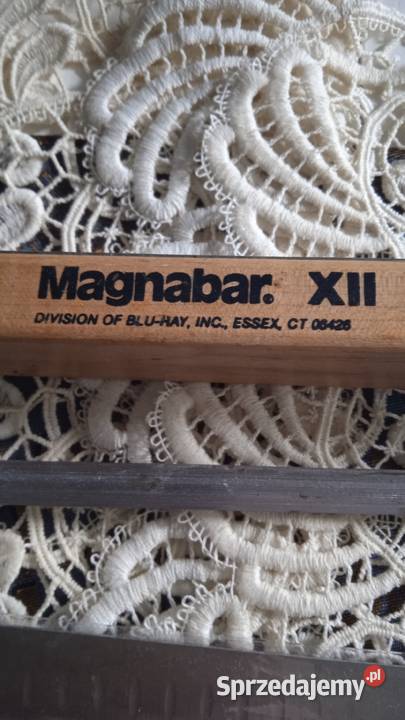 Magnabar. XII
DIVISION OF BLU-RAY, INC., ESSEX, CT 06426
Sprzedajemy.pl